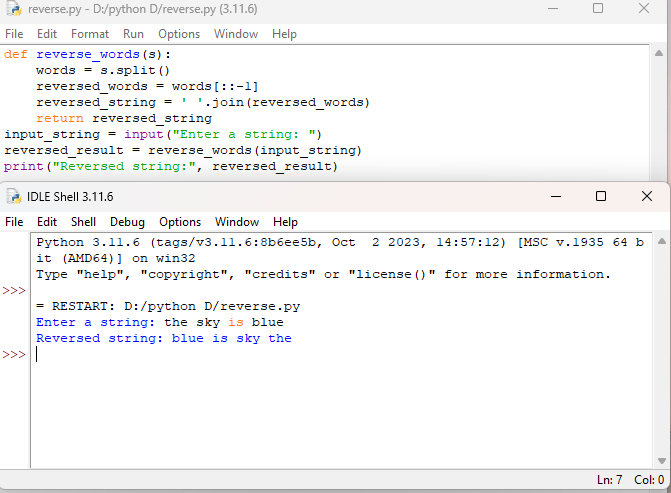 reverse.py - D:/python D/reverse.py (3.11.6)
File Edit Format Run Options Window Help
def reverse_words(s):
    words = s.split()
    reversed_words = words[::-1]
    reversed_string = ' '.join(reversed_words)
    return reversed_string
input_string = input("Enter a string: ")
reversed_result = reverse_words(input_string)
print("Reversed string:", reversed_result)
IDLE Shell 3.11.6
File Edit Shell Debug Options Window Help
Python 3.11.6 (tags/v3.11.6:8b6ee5b, Oct  2 2023, 14:57:12) [MSC v.1935 64 b
it (AMD64)] on win32
Type "help", "copyright", "credits" or "license()" for more information.
>>>
= RESTART: D:/python D/reverse.py
Enter a string: the sky is blue
Reversed string: blue is sky the
>>>
Ln: 7 Col: 0